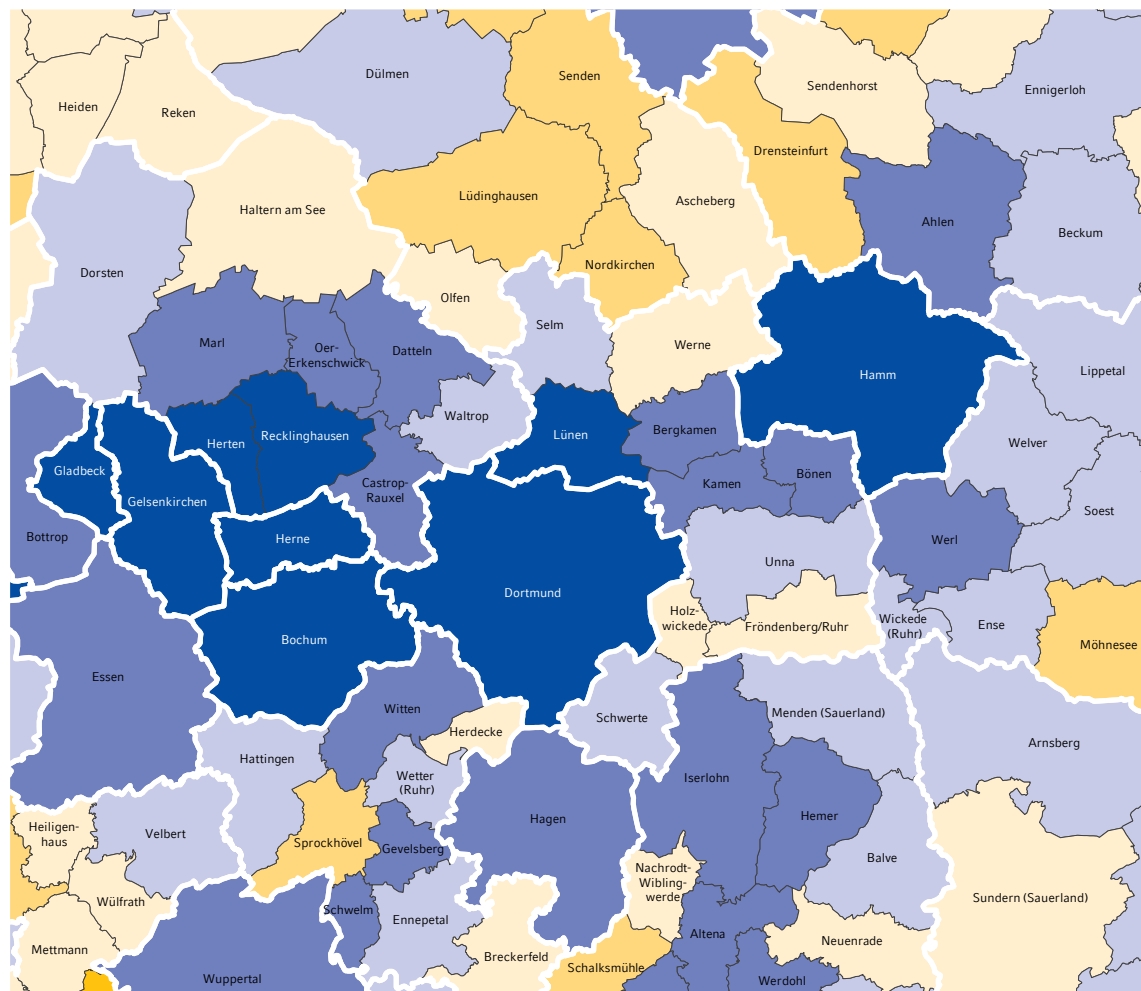 Dülmen
Senden
Sendenhorst
Ennigerloh
Heiden
Reken
Drensteinfurt
Lüdinghausen
Ascheberg
Haltern am See
Ahlen
Beckum
Dorsten
Nordkirchen
Olfen
Selm
Marl
Oer-
Erkenschwick
Datteln
Werne
Hamm
Lippetal
Waltrop
Herten
Recklinghausen
Lünen
Bergkamen
Welver
Gladbeck
Gelsenkirchen
Castrop-
Rauxel
Kamen
Bönen
Soest
Bottrop
Herne
Werl
Unna
Dortmund
Holz-
wickede
Fröndenberg/Ruhr
Wickede
(Ruhr)
Ense
Möhnesee
Bochum
Essen
Witten
Herdecke
Schwerte
Menden (Sauerland)
Arnsberg
Hattingen
Wetter
(Ruhr)
Iserlohn
Hagen
Hemer
Heiligen-
haus
Velbert
Sprockhövel
Gevelsberg
Balve
Nachrodt-
Wibling-
werde
Wülfrath
Schwelm
Ennepetal
Sundern (Sauerland)
Altena
Neuenrade
Mettmann
Breckerfeld
Schalksmühle
Wuppertal
Werdohl